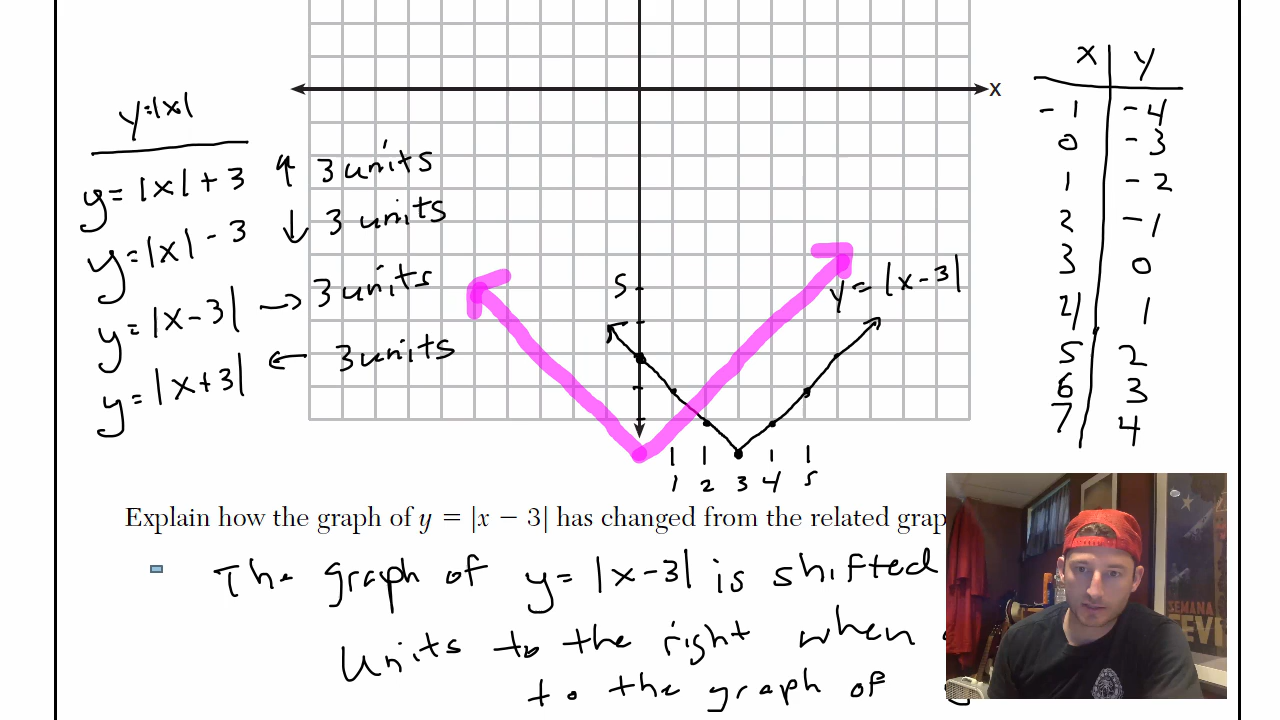 x
x y
-1 -4
0 -3
1 -2
2 -1
3 0
4 1
5 2
6 3
7 4
y=|x|
y=|x|+3 ↑ 3 units
y=|x|-3 ↓ 3 units
y=|x-3| → 3 units
y=|x+3| ← 3 units
5
y=|x-3|
1 2 3 4 5
Explain how the graph of y = |x − 3| has changed from the related
The graph of y=|x-3| is shifted
units to the right when
to the graph of
SEMANA